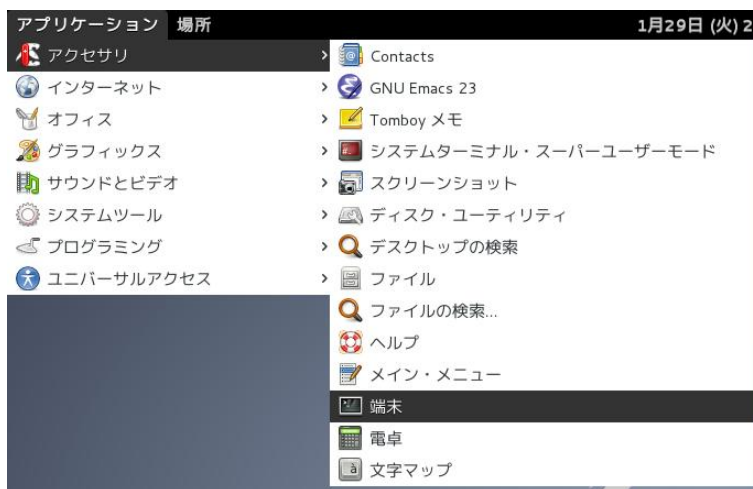 アプリケーション 場所 1月29日 (火) 2
アクセサリ
インターネット
オフィス
グラフィックス
サウンドとビデオ
システムツール
プログラミング
ユニバーサルアクセス
Contacts
GNU Emacs 23
Tomboy メモ
システムターミナル・スーパーユーザーモード
スクリーンショット
ディスク・ユーティリティ
デスクトップの検索
ファイル
ファイルの検索...
ヘルプ
メイン・メニュー
端末
電卓
文字マップ